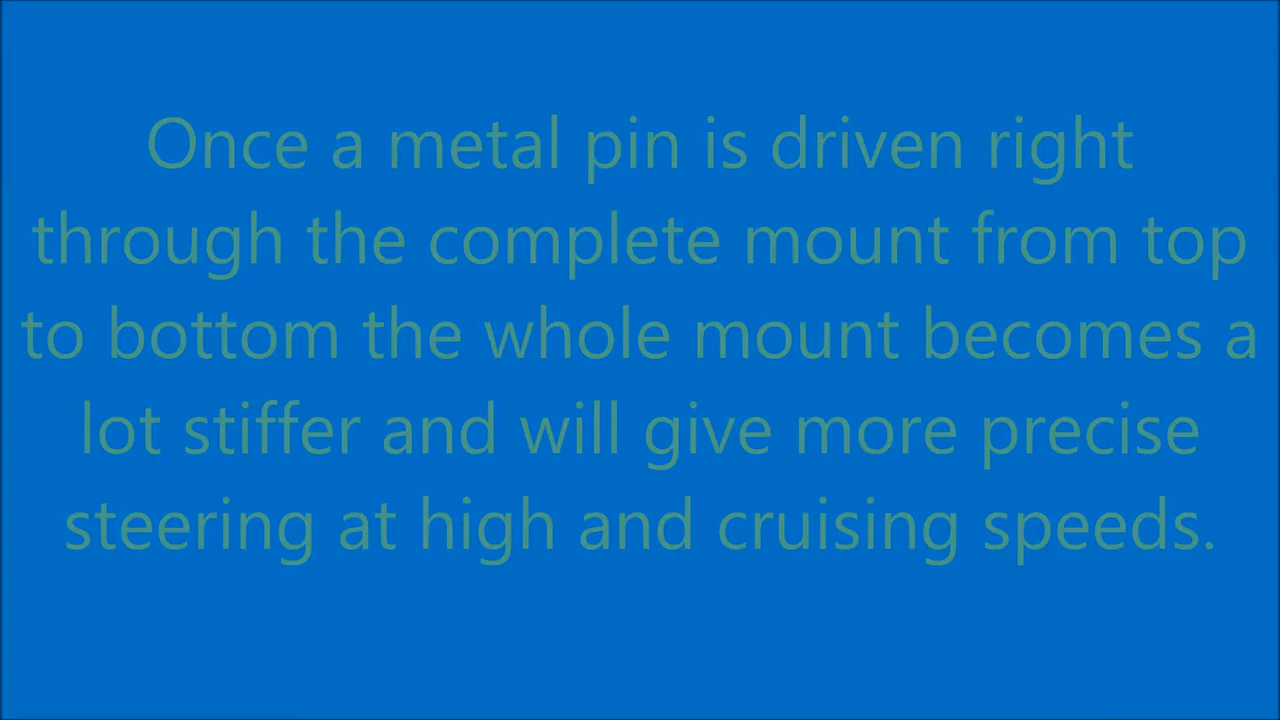 Once a metal pin is driven right
through the complete mount from top
to bottom the whole mount becomes a
lot stiffer and will give more precise
steering at high and cruising speeds.